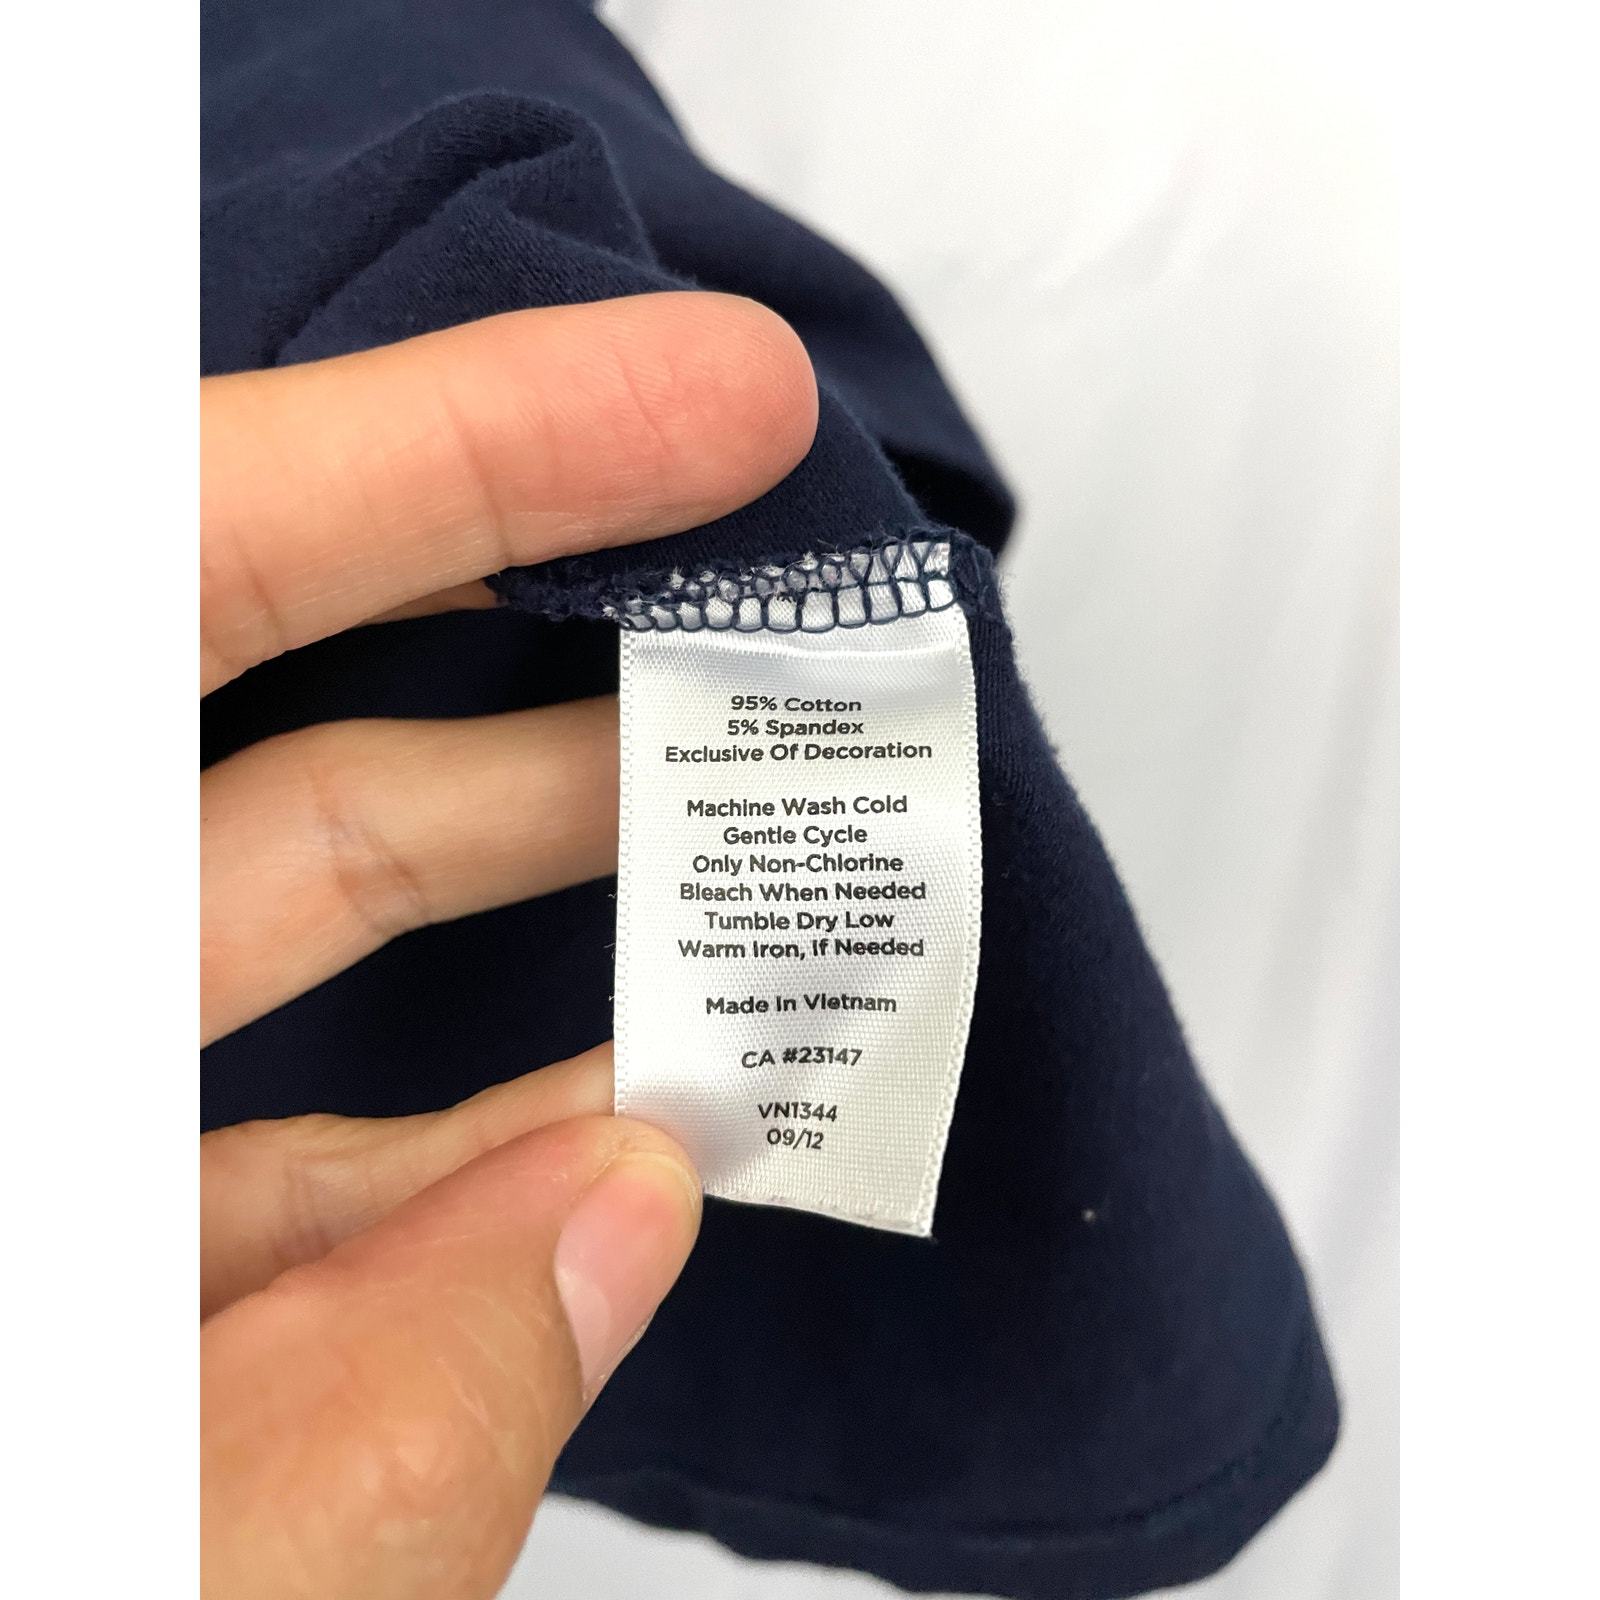 95% Cotton
5% Spandex
Exclusive Of Decoration
Machine Wash Cold
Gentle Cycle
Only Non-Chlorine
Bleach When Needed
Tumble Dry Low
Warm Iron, If Needed
Made In Vietnam
CA #23147
VN1344
09/12